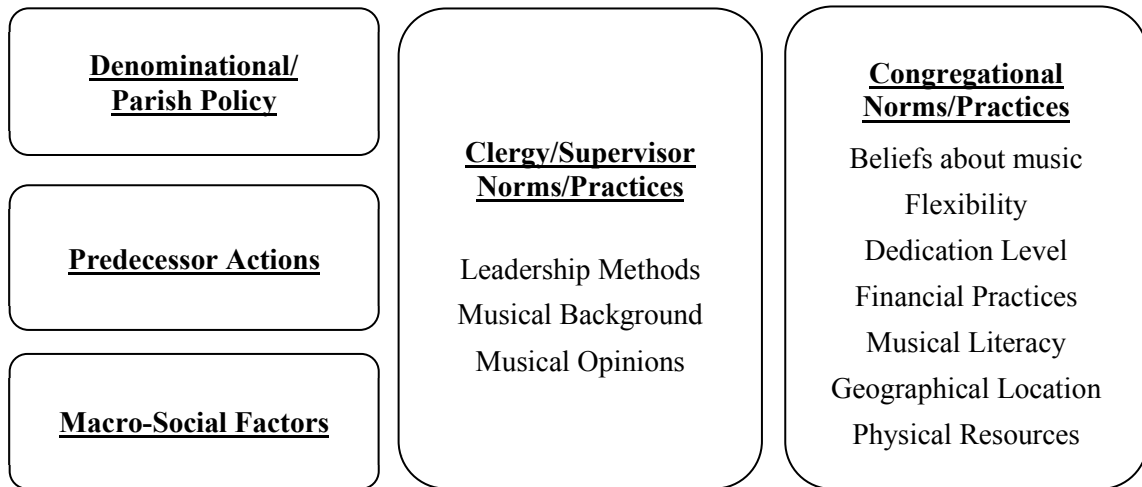 Denominational/
Parish Policy
Predecessor Actions
Macro-Social Factors
Clergy/Supervisor
Norms/Practices
Leadership Methods
Musical Background
Musical Opinions
Congregational
Norms/Practices
Beliefs about music
Flexibility
Dedication Level
Financial Practices
Musical Literacy
Geographical Location
Physical Resources